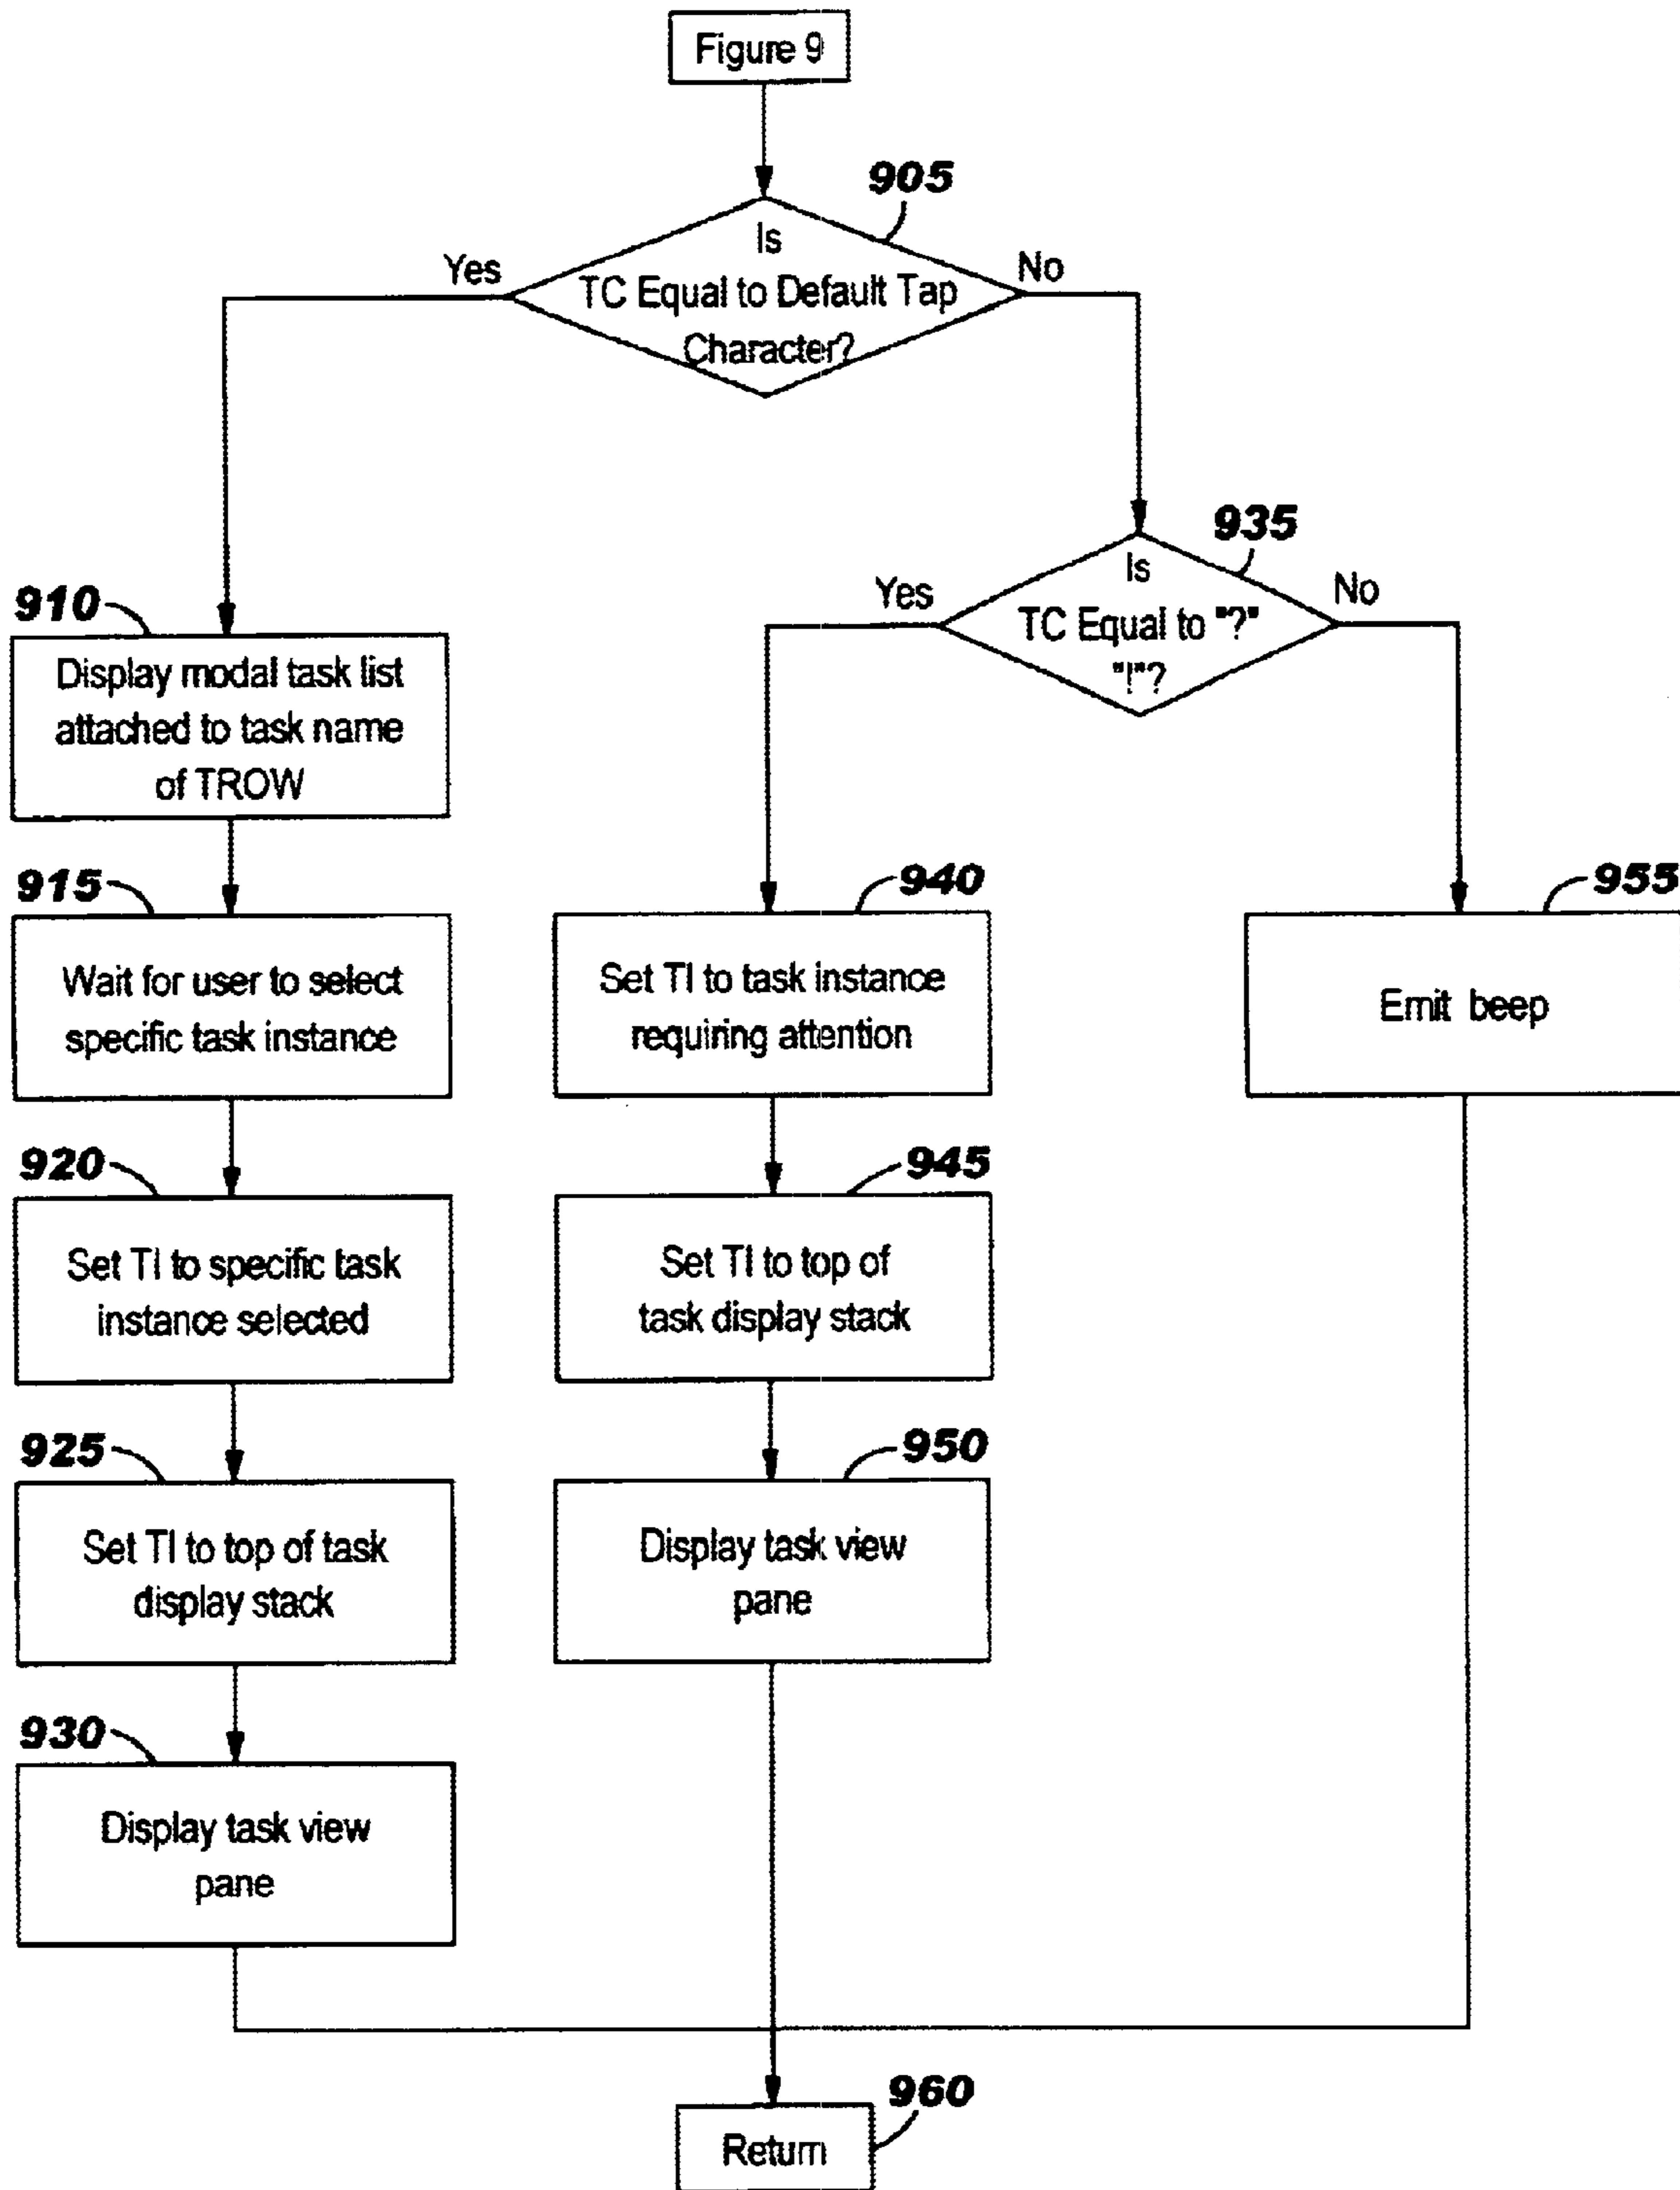 Figure 9
905
Is
TC Equal to Default Tap
Character?
Yes
No
935
Is
TC Equal to "?"
"!"?
Yes
No
910
Display modal task list
attached to task name
of TROW
915
Wait for user to select
specific task instance
920
Set TI to specific task
instance selected
925
Set TI to top of task
display stack
930
Display task view
pane
940
Set TI to task instance
requiring attention
945
Set TI to top of
task display stack
950
Display task view
pane
955
Emit beep
960
Return